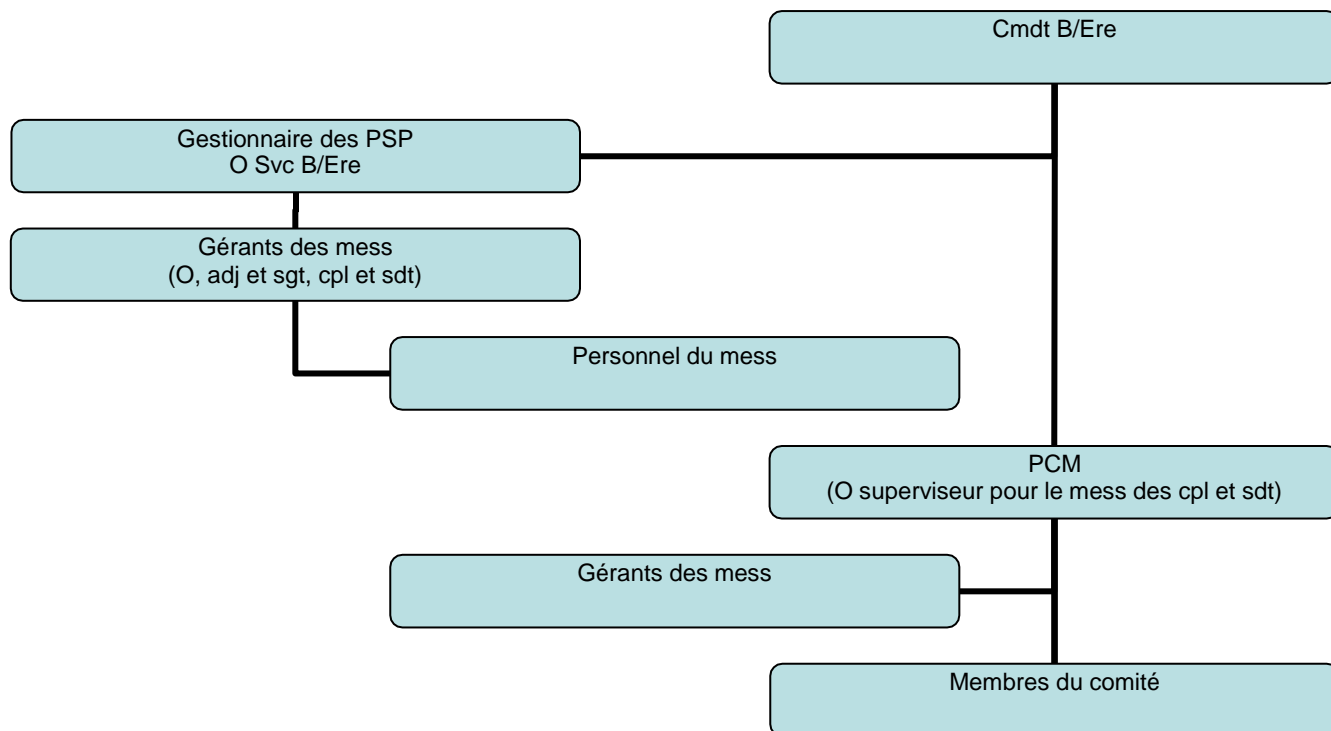 Cmdt B/Ere
Gestionnaire des PSP
O Svc B/Ere
Gérants des mess
(O, adj et sgt, cpl et sdt)
Personnel du mess
PCM
(O superviseur pour le mess des cpl et sdt)
Gérants des mess
Membres du comité